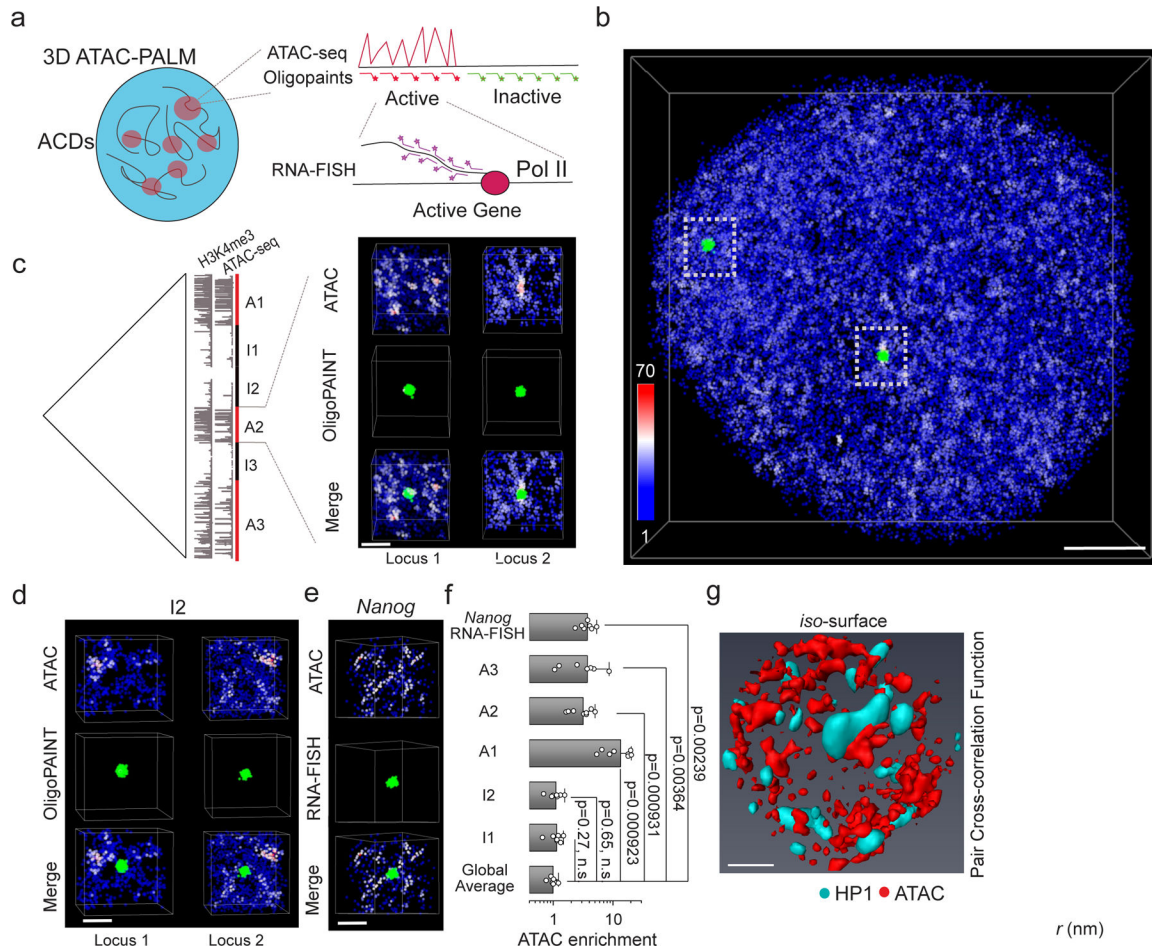 a
3D ATAC-PALM
ACDs
ATAC-seq
Oligopaints
Active
Inactive
RNA-FISH
Pol II
Active Gene
b
70
1
c
H3K4me3
ATAC-seq
A1
I1
I2
A2
I3
A3
ATAC
OligoPAINT
Merge
Locus 1
Locus 2
d
I2
ATAC
OligoPAINT
Merge
Locus 1
Locus 2
e
Nanog
ATAC
RNA-FISH
Merge
f
Nanog
RNA-FISH
A3
A2
A1
I2
I1
Global
Average
p=0.27, n.s
p=0.65, n.s
p=0.000923
p=0.000931
p=0.00364
p=0.00239
1
10
ATAC enrichment
g
iso-surface
HP1
ATAC
Pair Cross-correlation Function
r (nm)